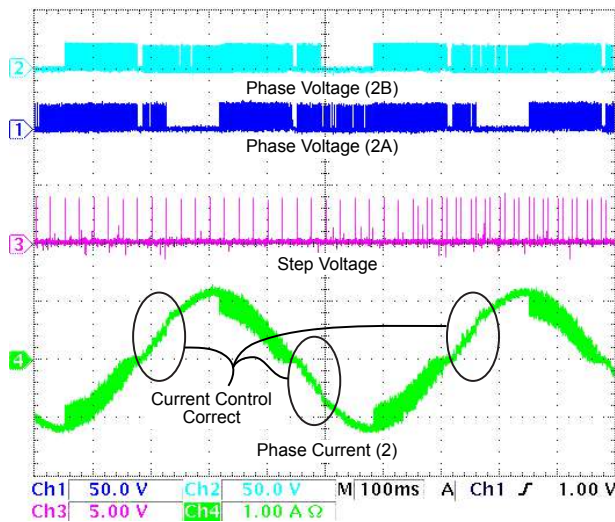 2
Phase Voltage (2B)
1
Phase Voltage (2A)
3
Step Voltage
4
Current Control
Correct
Phase Current (2)
Ch1 50.0 V Ch2 50.0 V M 100ms A Ch1 ʃ 1.00 V
Ch3 5.00 V Ch4 1.00 A Ω